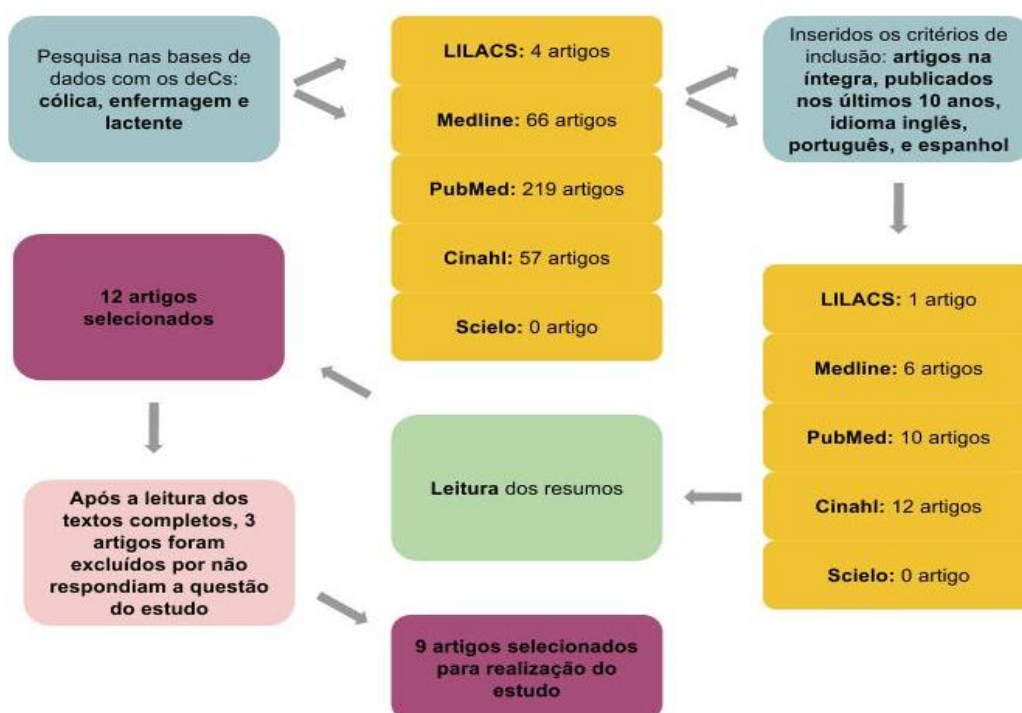 Pesquisa nas bases de
dados com os deCs:
cólica, enfermagem e
lactente
LILACS: 4 artigos
Medline: 66 artigos
PubMed: 219 artigos
Cinahl: 57 artigos
Scielo: 0 artigo
Inseridos os critérios de
inclusão: artigos na
íntegra, publicados
nos últimos 10 anos,
idioma inglês,
português, e espanhol
LILACS: 1 artigo
Medline: 6 artigos
PubMed: 10 artigos
Cinahl: 12 artigos
Scielo: 0 artigo
Leitura dos resumos
12 artigos
selecionados
Após a leitura dos
textos completos, 3
artigos foram
excluídos por não
respondiam a questão
do estudo
9 artigos selecionados
para realização do
estudo